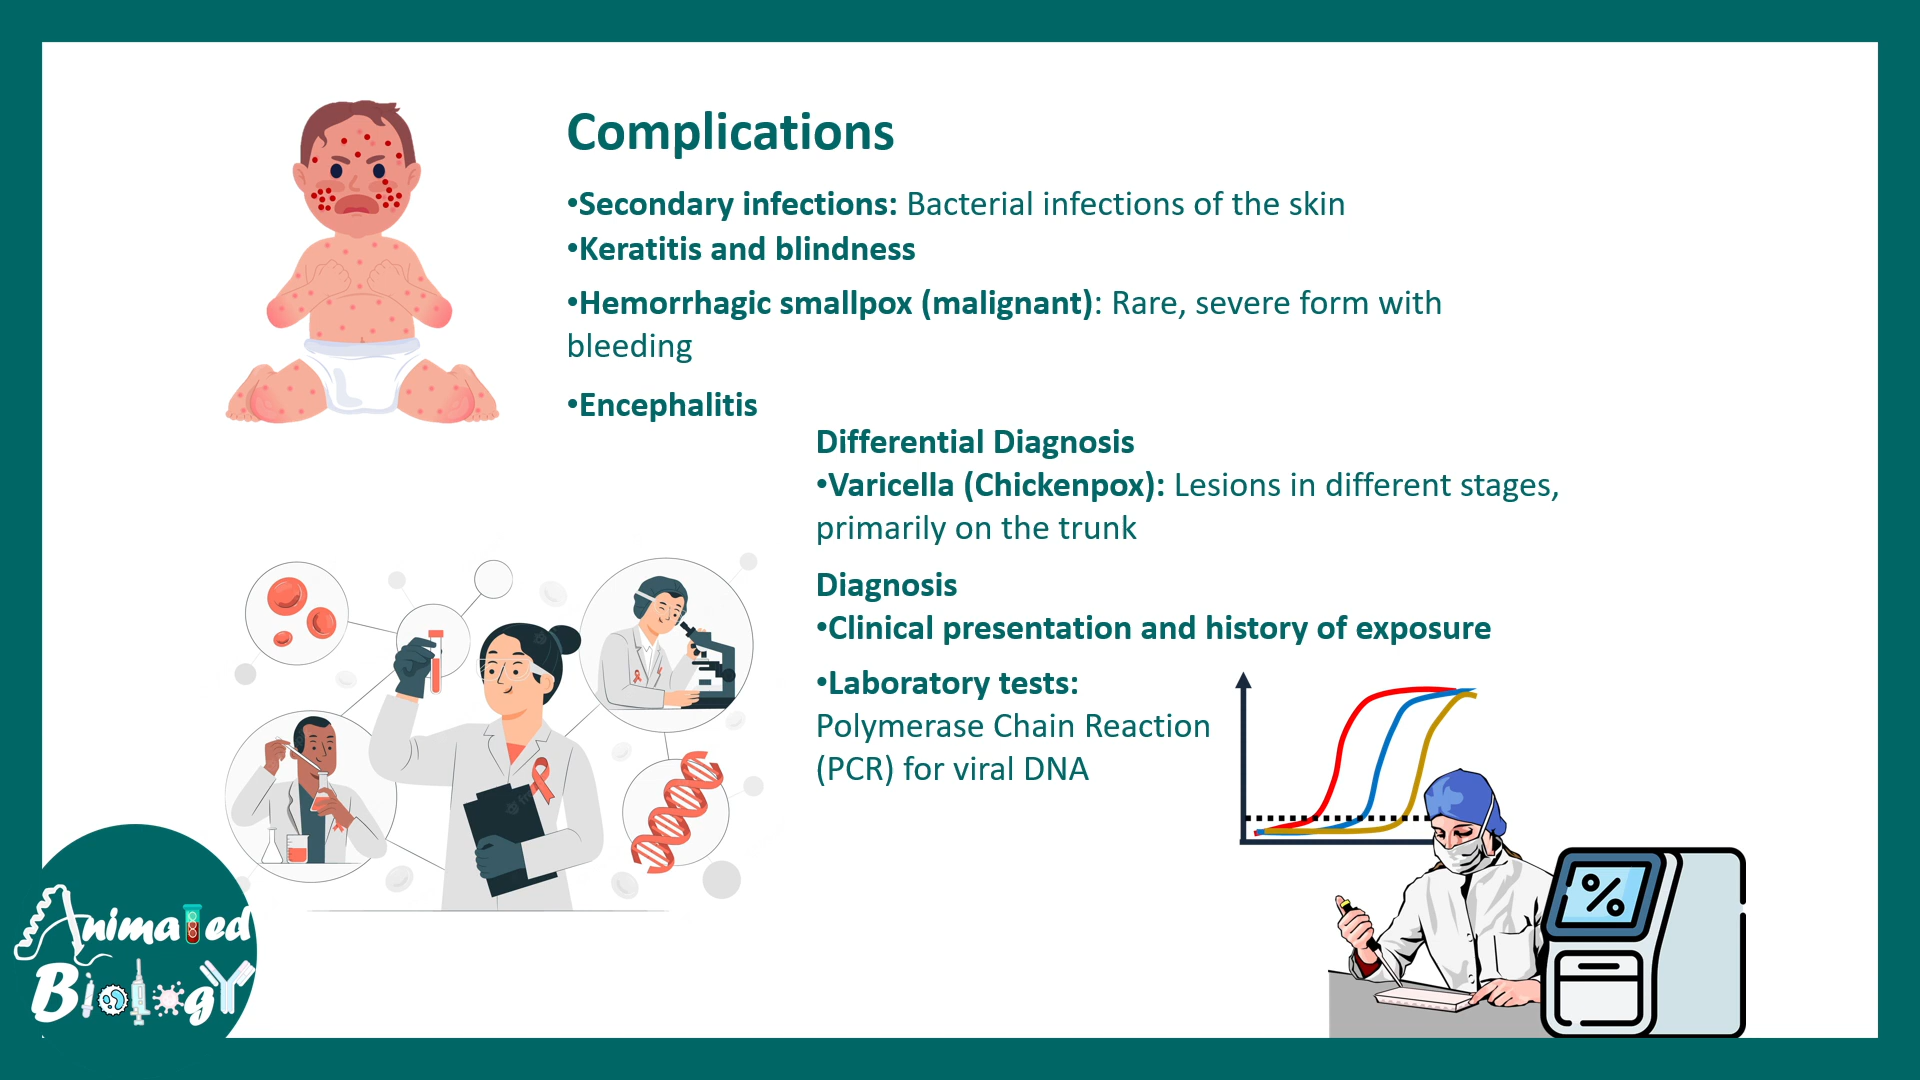 Complications
•Secondary infections: Bacterial infections of the skin
•Keratitis and blindness
•Hemorrhagic smallpox (malignant): Rare, severe form with
bleeding
•Encephalitis
Differential Diagnosis
•Varicella (Chickenpox): Lesions in different stages,
primarily on the trunk
Diagnosis
•Clinical presentation and history of exposure
•Laboratory tests:
Polymerase Chain Reaction
(PCR) for viral DNA
%
Animated
Biology